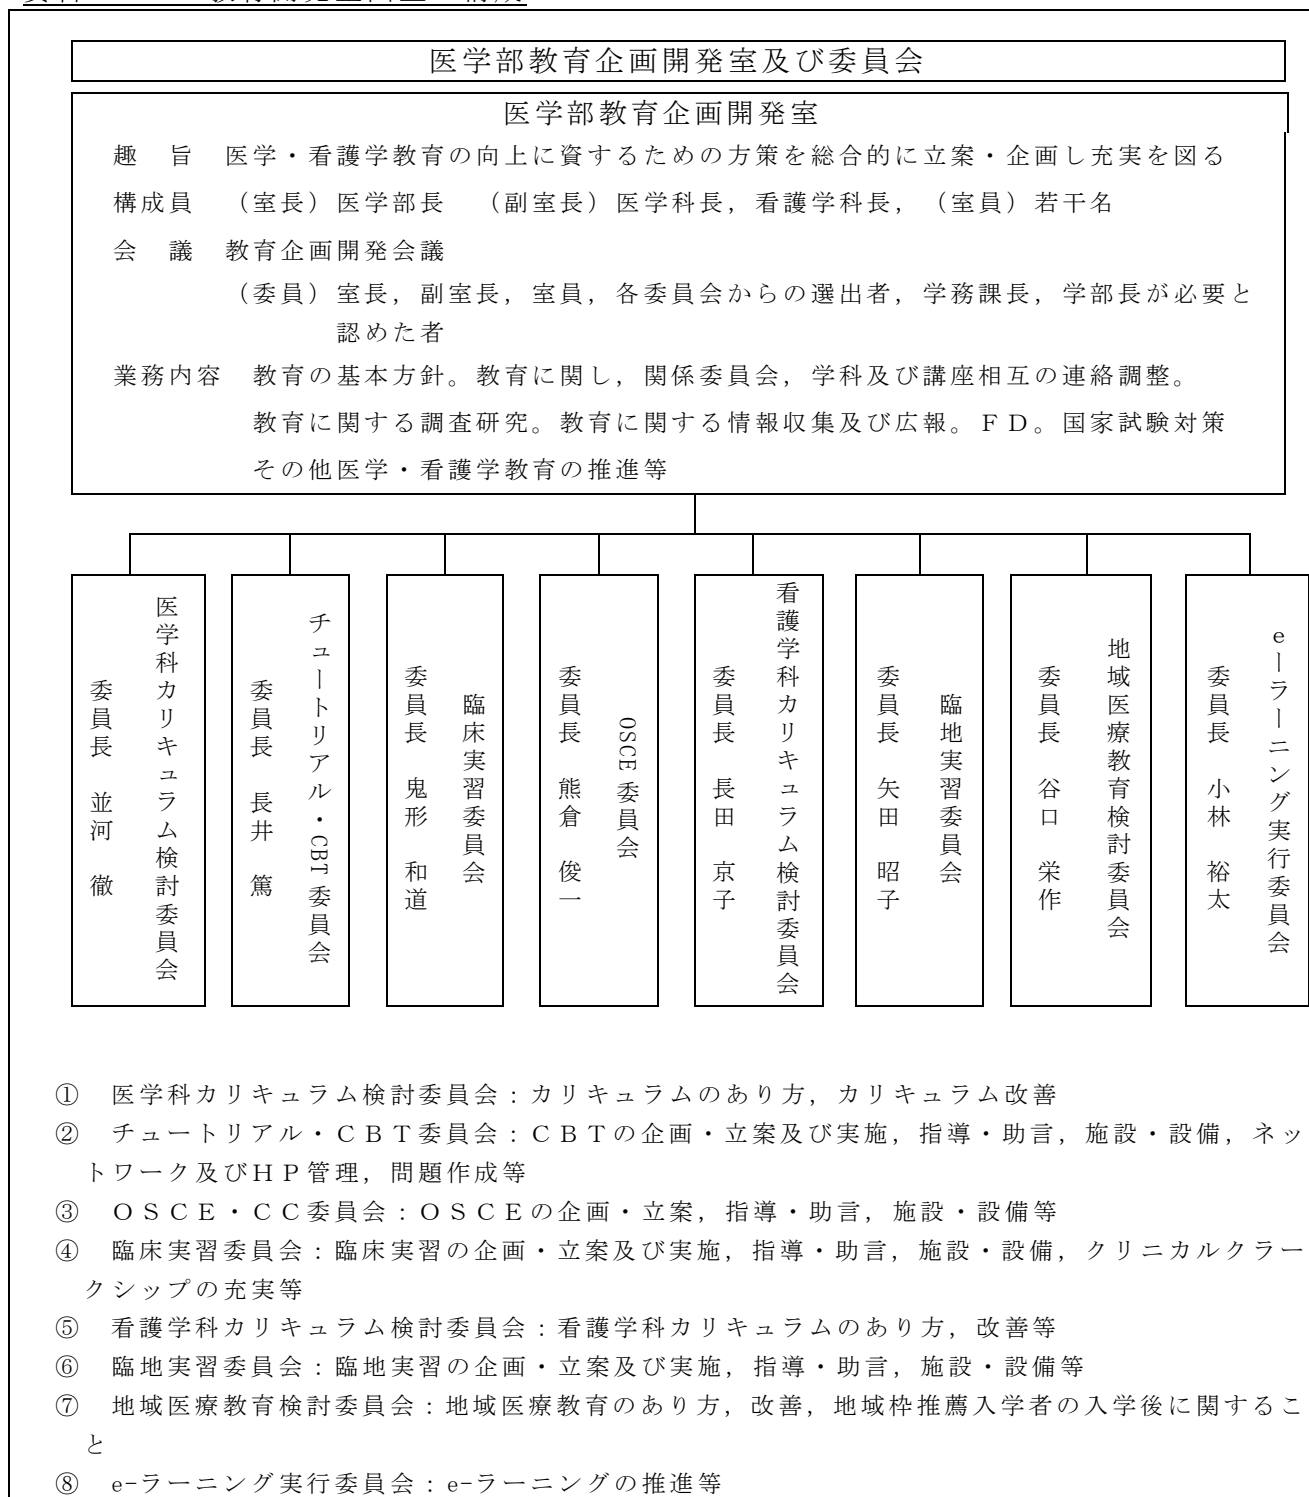 医学部教育企画開発室及び委員会
医学部教育企画開発室
趣　旨　医学・看護学教育の向上に資するための方策を総合的に立案・企画し充実を図る
構成員　（室長）医学部長　（副室長）医学科長，看護学科長，（室員）若干名
会　議　教育企画開発会議
（委員）室長，副室長，室員，各委員会からの選出者，学務課長，学部長が必要と
認めた者
業務内容　教育の基本方針。教育に関し，関係委員会，学科及び講座相互の連絡調整。
教育に関する調査研究。教育に関する情報収集及び広報。ＦＤ。国家試験対策
その他医学・看護学教育の推進等
医学科カリキュラム検討委員会
委員長　並河　徹
チュートリアル・CBT委員会
委員長　長井　篤
臨床実習委員会
委員長　鬼形　和道
OSCE委員会
委員長　熊倉　俊一
看護学科カリキュラム検討委員会
委員長　長田　京子
臨地実習委員会
委員長　矢田　昭子
地域医療教育検討委員会
委員長　谷口　栄作
eーラーニング実行委員会
委員長　小林　裕太
①　医学科カリキュラム検討委員会：カリキュラムのあり方，カリキュラム改善
②　チュートリアル・ＣＢＴ委員会：ＣＢＴの企画・立案及び実施，指導・助言，施設・設備，ネッ
トワーク及びＨＰ管理，問題作成等
③　ＯＳＣＥ・ＣＣ委員会：ＯＳＣＥの企画・立案，指導・助言，施設・設備等
④　臨床実習委員会：臨床実習の企画・立案及び実施，指導・助言，施設・設備，クリニカルクラー
クシップの充実等
⑤　看護学科カリキュラム検討委員会：看護学科カリキュラムのあり方，改善等
⑥　臨地実習委員会：臨地実習の企画・立案及び実施，指導・助言，施設・設備等
⑦　地域医療教育検討委員会：地域医療教育のあり方，改善，地域枠推薦入学者の入学後に関するこ
と
⑧　e-ラーニング実行委員会：e-ラーニングの推進等